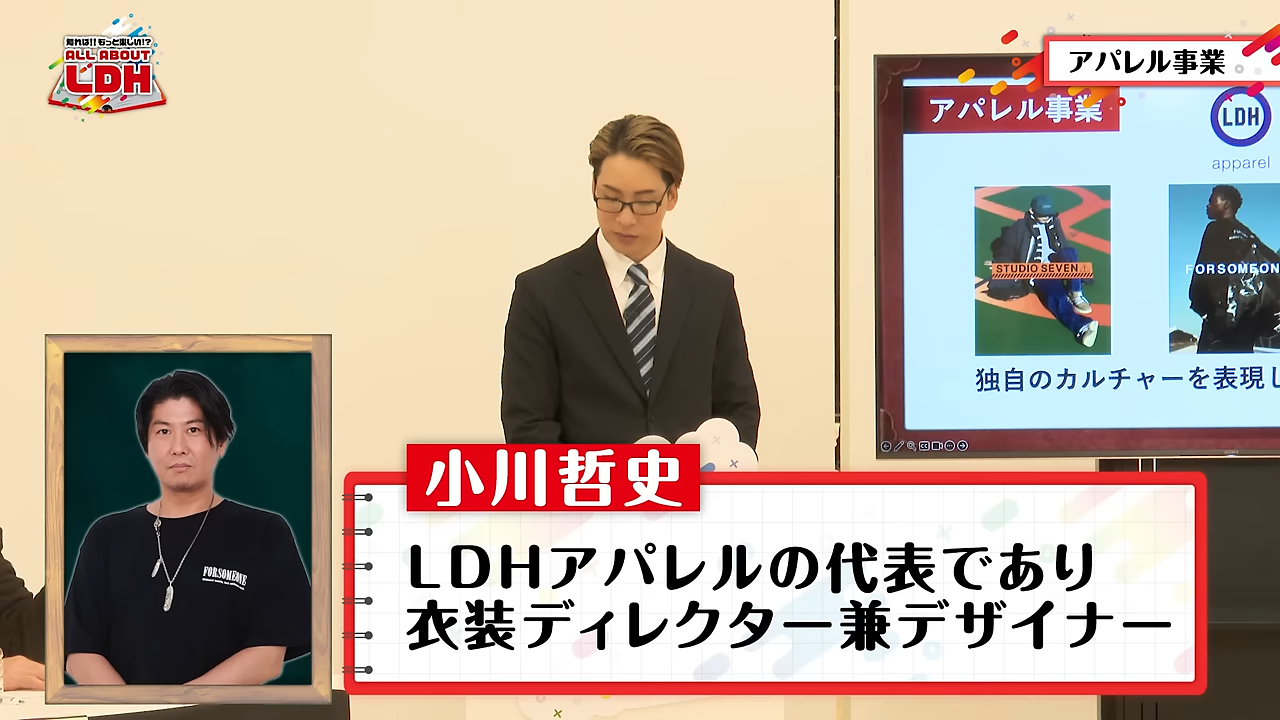 知れば!!もっと出しい!?
ALL ABOUT
LDH
アパレル事業
アパレル事業
LDH
apparel
STUDIO SEVEN
FORSOMEON
独自のカルチャーを表現し
FORSOMEONE
小川哲史
LDHアパレルの代表であり
衣装ディレクター兼デザイナー